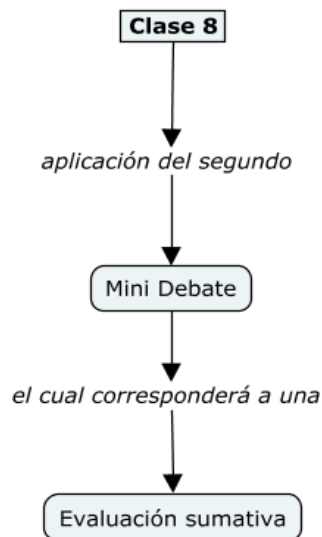 Clase 8
aplicación del segundo
Mini Debate
el cual corresponderá a una
Evaluación sumativa